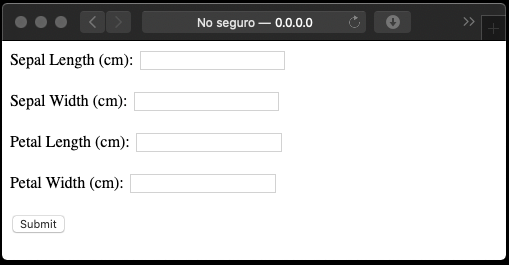 No seguro — 0.0.0.0
Sepal Length (cm):
Sepal Width (cm):
Petal Length (cm):
Petal Width (cm):
Submit